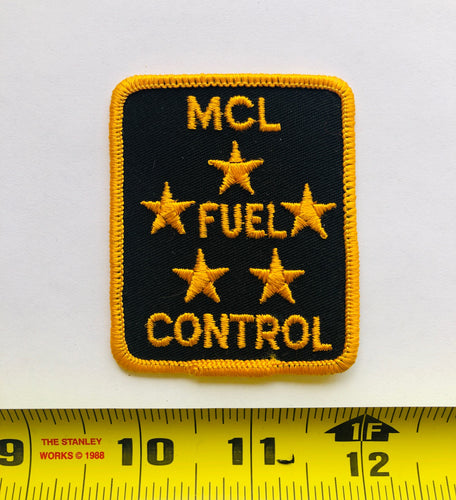 MCL
FUEL
CONTROL
1F
9 THE STANLEY 10 11 12
WORKS © 1988